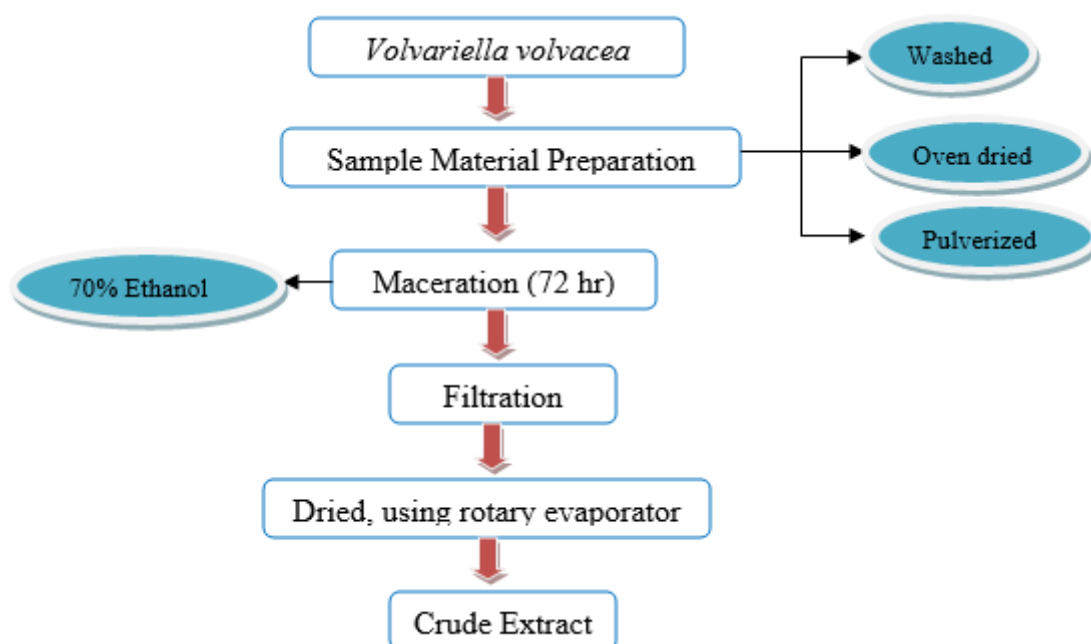 Volvariella volvacea
Washed
Sample Material Preparation
Oven dried
Pulverized
70% Ethanol
Maceration (72 hr)
Filtration
Dried, using rotary evaporator
Crude Extract